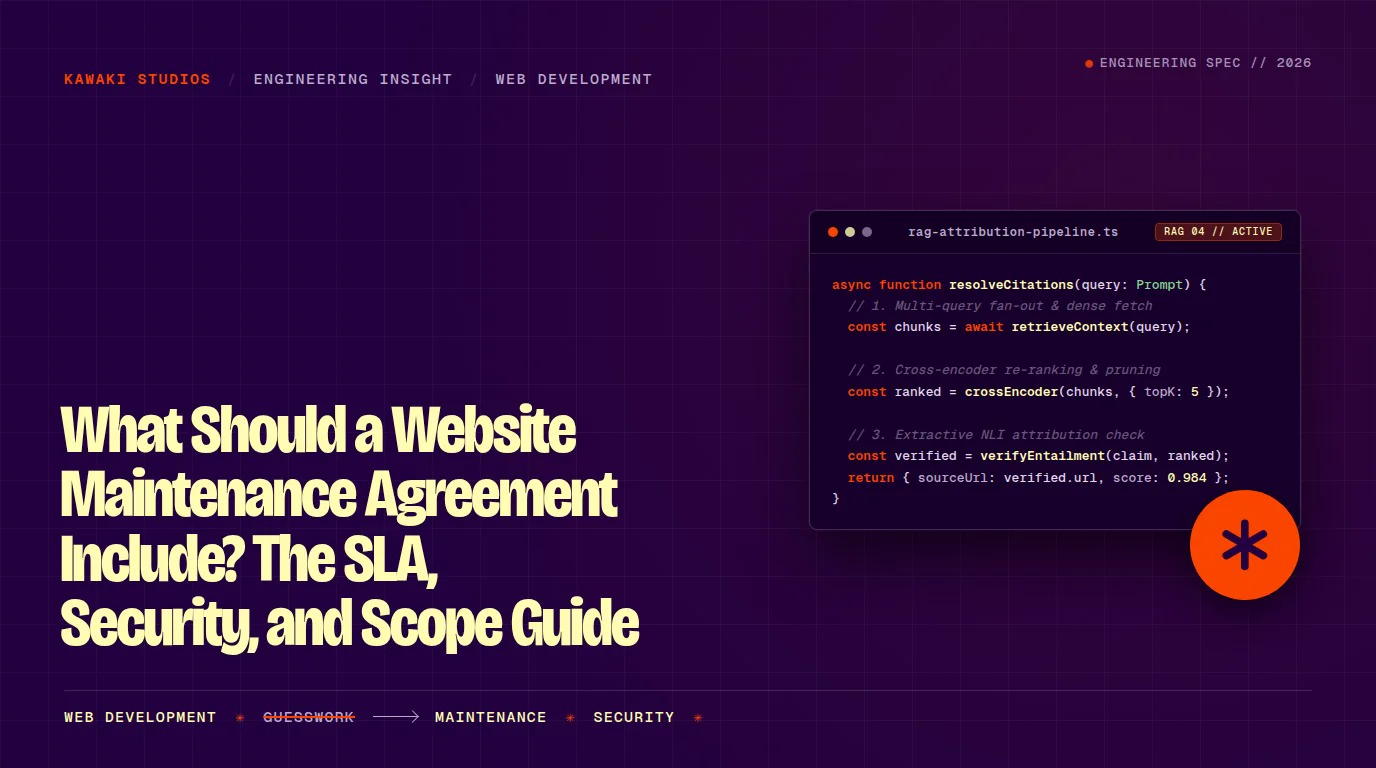 KAWAKI STUDIOS / ENGINEERING INSIGHT / WEB DEVELOPMENT
ENGINEERING SPEC // 2026
rag-attribution-pipeline.ts
RAG 04 // ACTIVE
async function resolveCitations(query: Prompt) {
// 1. Multi-query fan-out & dense fetch
const chunks = await retrieveContext(query);
// 2. Cross-encoder re-ranking & pruning
const ranked = crossEncoder(chunks, { topK: 5 });
// 3. Extractive NLI attribution check
const verified = verifyEntailment(claim, ranked);
return { sourceUrl: verified.url, score: 0.984 };
}
What Should a Website
Maintenance Agreement
Include? The SLA,
Security, and Scope Guide
WEB DEVELOPMENT * GUESSWORK → MAINTENANCE * SECURITY *